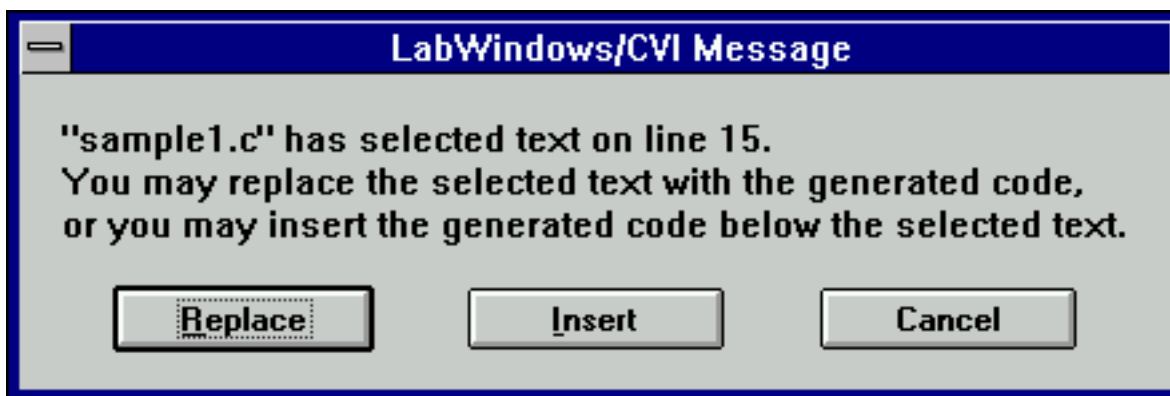 LabWindows/CVI Message
"sample1.c" has selected text on line 15.
You may replace the selected text with the generated code,
or you may insert the generated code below the selected text.
Replace Insert Cancel